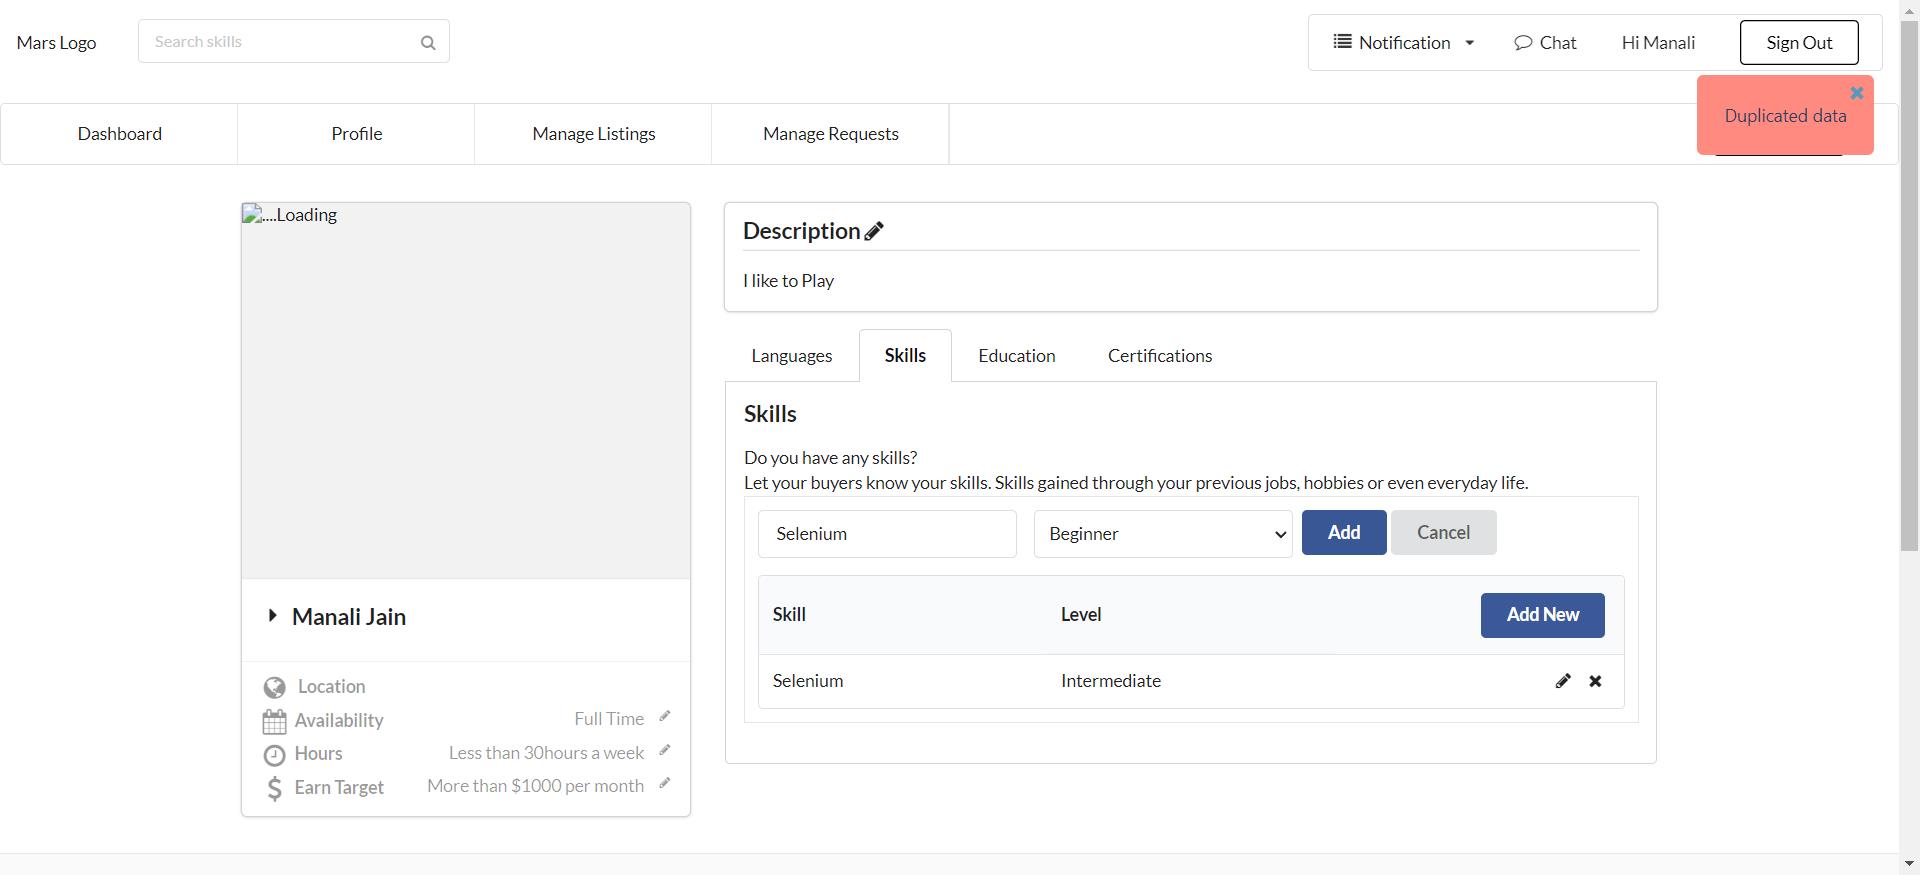 Mars Logo
Search skills
Notification
Chat
Hi Manali
Sign Out
Duplicated data
Dashboard
Profile
Manage Listings
Manage Requests
....Loading
Manali Jain
Location
Availability
Full Time
Hours
Less than 30hours a week
Earn Target
More than $1000 per month
Description
I like to Play
Languages
Skills
Education
Certifications
Skills
Do you have any skills?
Let your buyers know your skills. Skills gained through your previous jobs, hobbies or even everyday life.
Selenium
Beginner
Add
Cancel
Skill
Level
Add New
Selenium
Intermediate